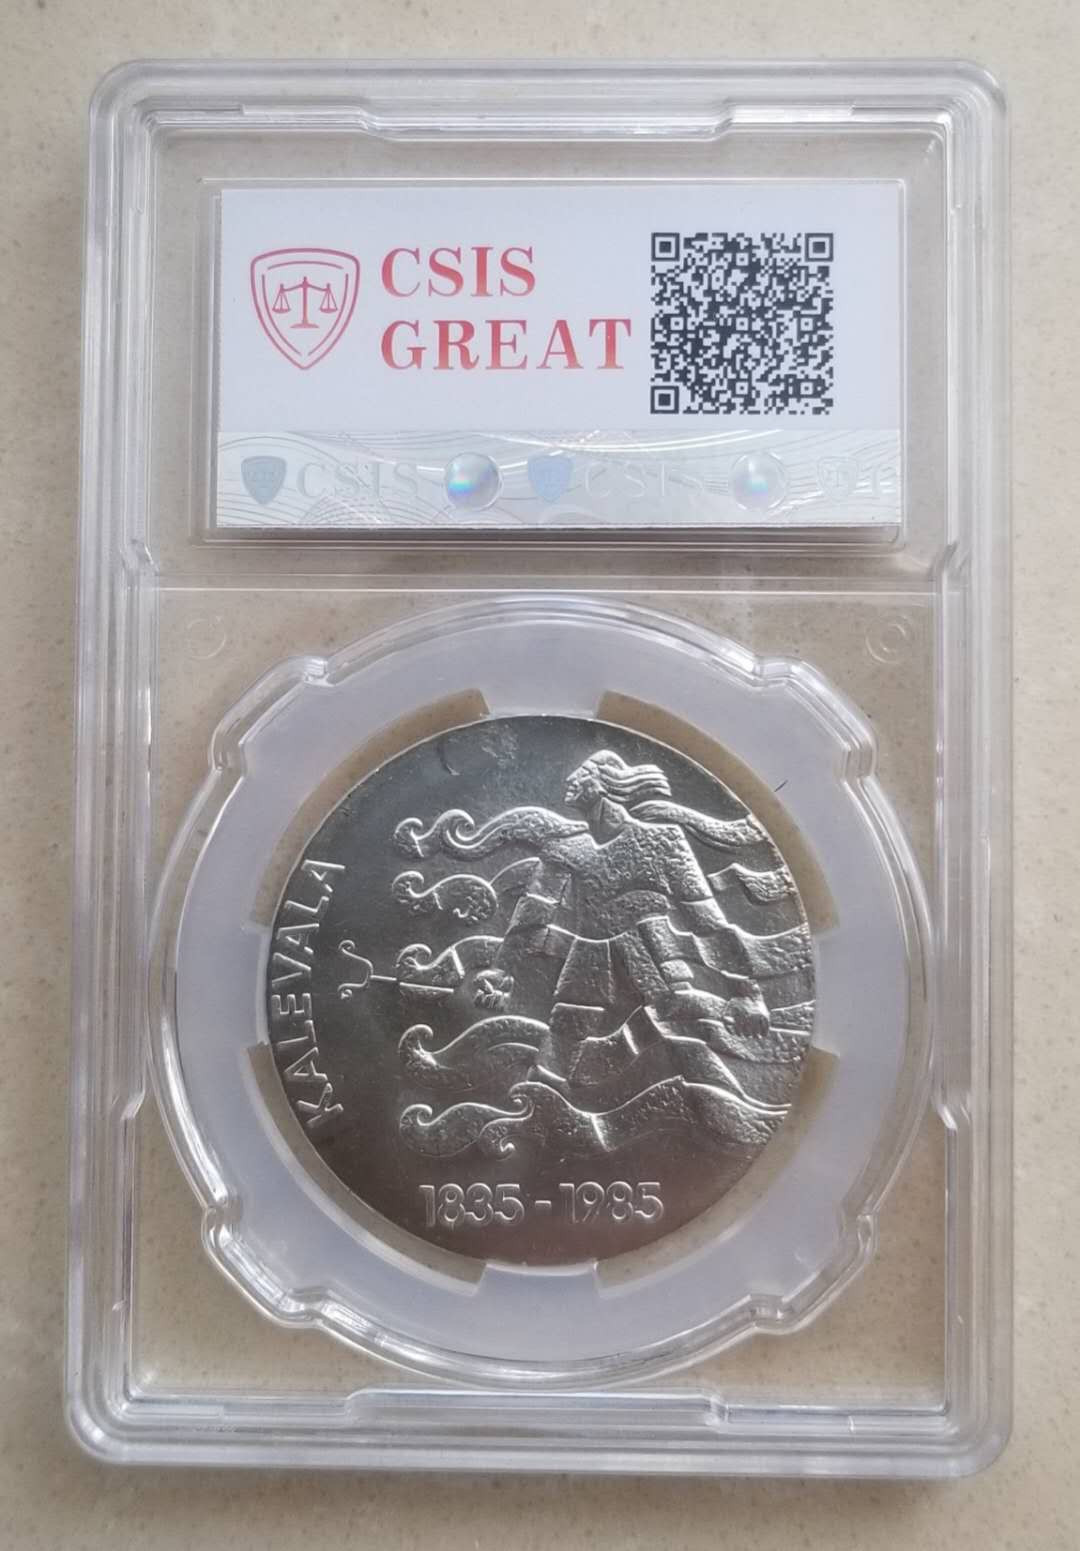 CSIS
GREAT
CSIS CSIS
KALEVALA
1835-1985